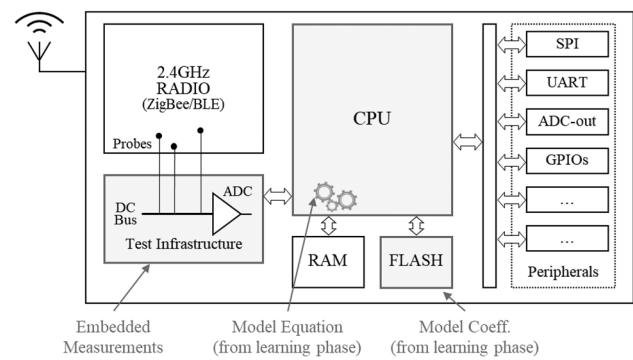 2.4GHz
RADIO
(ZigBee/BLE)
Probes
DC
Bus
ADC
Test Infrastructure
CPU
RAM
FLASH
SPI
UART
ADC-out
GPIOs
…
…
Peripherals
Embedded
Measurements
Model Equation
(from learning phase)
Model Coeff.
(from learning phase)